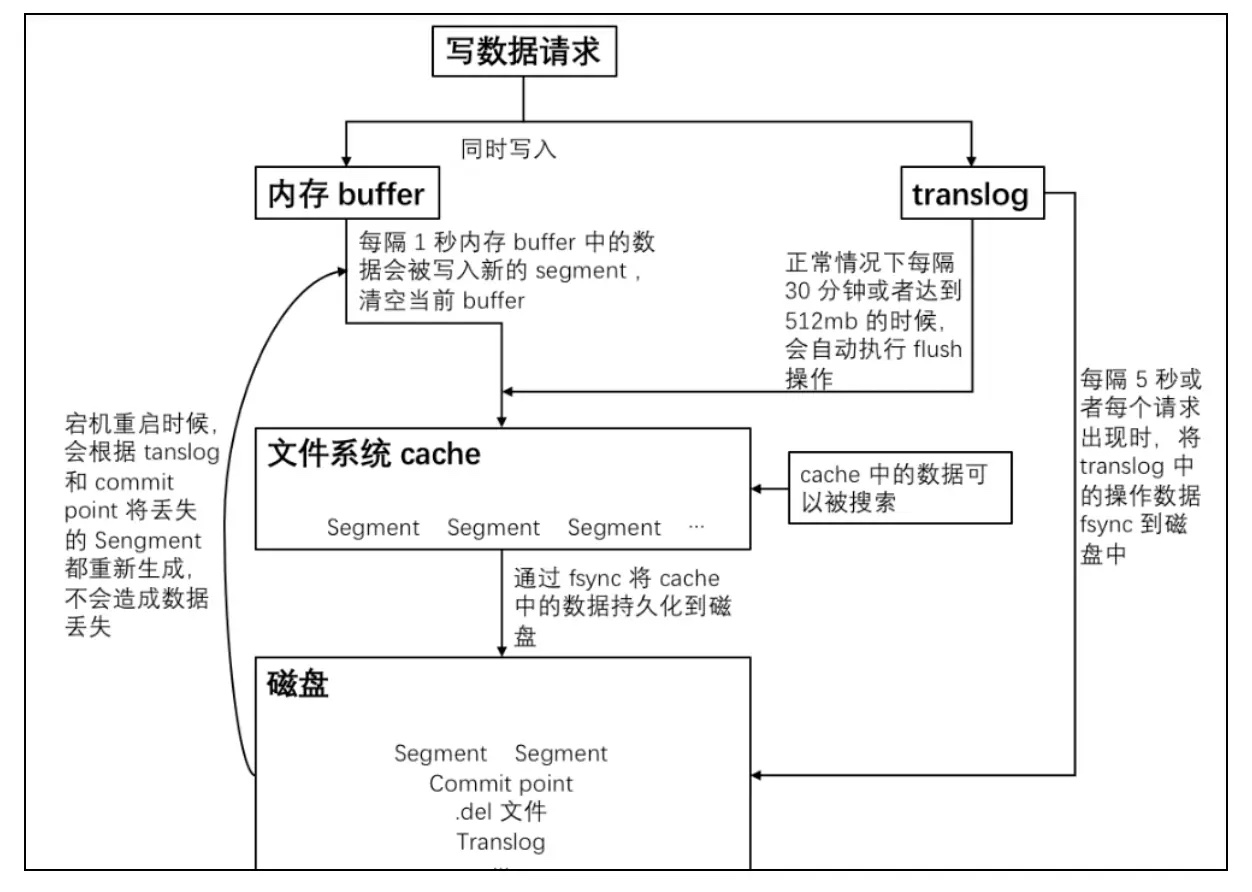 写数据请求
同时写入
内存 buffer
translog
每隔 1 秒内存 buffer 中的数
据会被写入新的 segment ,
清空当前 buffer
正常情况下每隔
30 分钟或者达到
512mb 的时候,
会自动执行 flush
操作
每隔 5 秒或
者每个请求
出现时，将
translog 中
的操作数据
fsync 到磁
盘中
宕机重启时候,
会根据 tanslog
和 commit
point 将丢失
的 Sengment
都重新生成,
不会造成数据
丢失
文件系统 cache
Segment Segment Segment ...
cache 中的数据可
以被搜索
通过 fsync 将 cache
中的数据持久化到磁
盘
磁盘
Segment Segment
Commit point
.del 文件
Translog
...